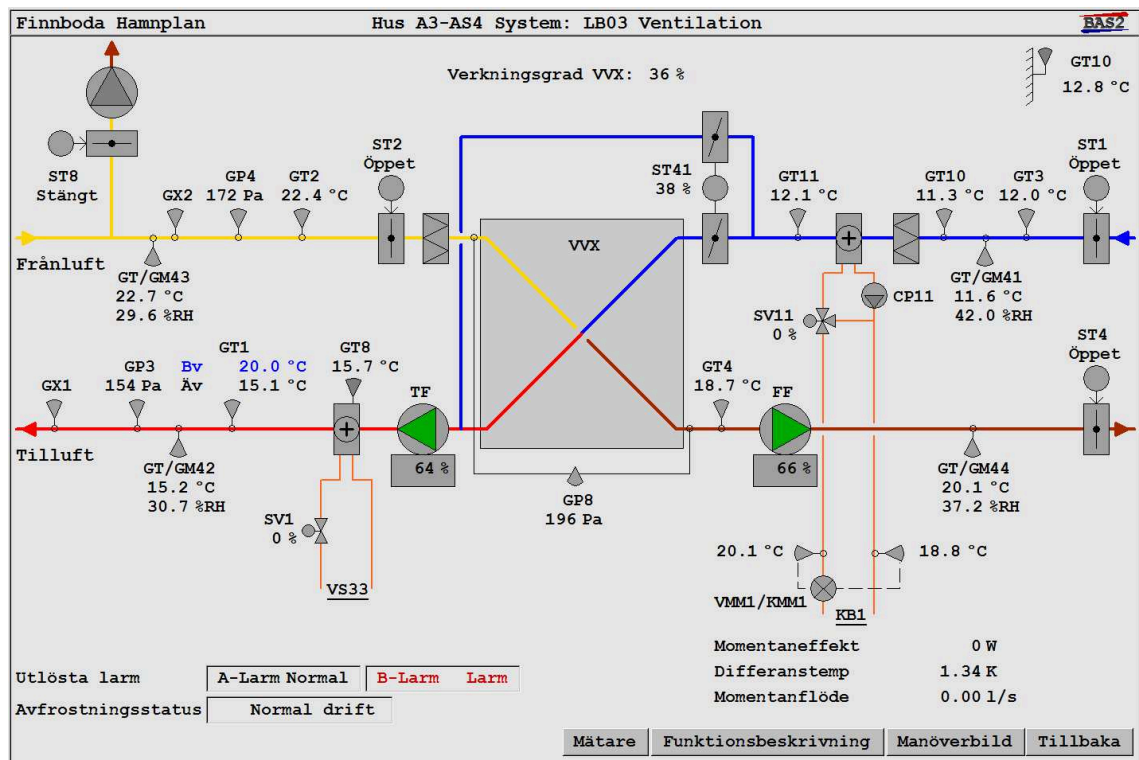 Finnboda Hamnplan
Hus A3-AS4 System: LB03 Ventilation
BAS2
Verkningsgrad VVX: 36 %
GT10
12.8 °C
ST8
Stängt
GX2
GP4
172 Pa
GT2
22.4 °C
ST2
Öppet
ST41
38 %
GT11
12.1 °C
GT10
11.3 °C
GT3
12.0 °C
ST1
Öppet
VVX
Frånluft
GT/GM43
22.7 °C
29.6 %RH
CP11
SV11
0 %
GT/GM41
11.6 °C
42.0 %RH
GX1
GP3
154 Pa
GT1
Bv 20.0 °C
Äv 15.1 °C
GT8
15.7 °C
TF
64 %
GT4
18.7 °C
FF
66 %
ST4
Öppet
Tilluft
GT/GM42
15.2 °C
30.7 %RH
GP8
196 Pa
GT/GM44
20.1 °C
37.2 %RH
SV1
0 %
VS33
20.1 °C
18.8 °C
VMM1/KMM1
KB1
Momentaneffekt 0 W
Differanstemp 1.34 K
Momentanflöde 0.00 l/s
Utlösta larm A-Larm Normal B-Larm Larm
Avfrostningsstatus Normal drift
Mätare Funktionsbeskrivning Manöverbild Tillbaka